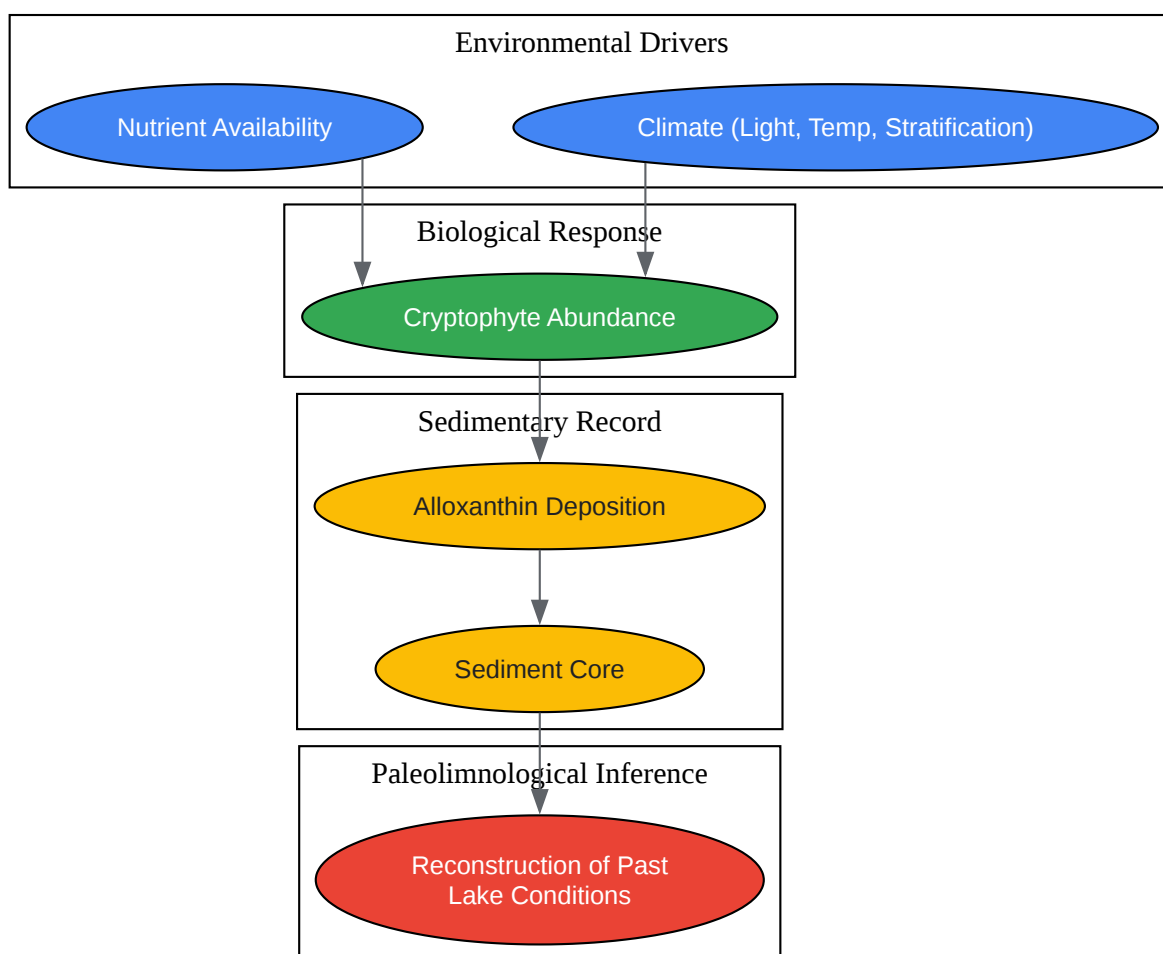 Environmental Drivers
Nutrient Availability
Climate (Light, Temp, Stratification)
Biological Response
Cryptophyte Abundance
Sedimentary Record
Alloxanthin Deposition
Sediment Core
Paleolimnological Inference
Reconstruction of Past
Lake Conditions